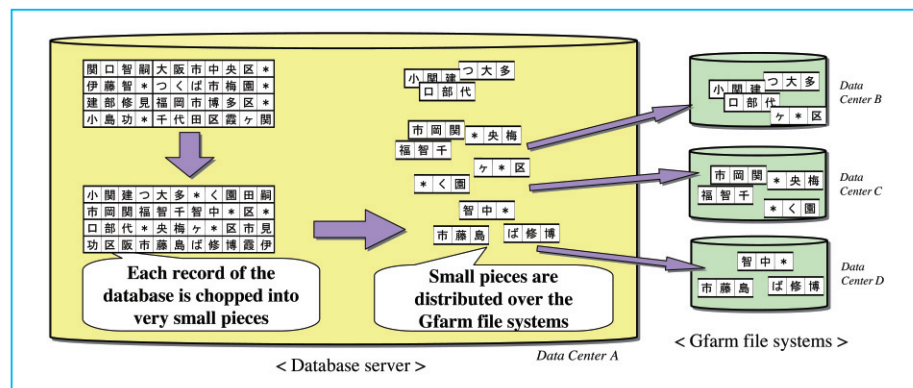 関口智嗣大阪市中央区*
伊藤智*つくば市梅園*
建部修見福岡市博多区*
小島功*千代田区霞ヶ関
小関建つ大多*く園田嗣
市岡関福智千智中*区*
口部代*央梅ヶ*区市見
功区阪市藤島ば修博霞伊
Each record of the
database is chopped into
very small pieces
小関建
つ大多
口部代
市岡関
*央梅
福智千
ヶ*区
*く園
智中*
市藤島
ば修博
Small pieces are
distributed over the
Gfarm file systems
< Database server >
Data Center A
小関建
つ大多
口部代
ヶ*区
Data
Center B
市岡関
*央梅
福智千
*く園
Data
Center C
智中*
市藤島
ば修博
Data
Center D
< Gfarm file systems >